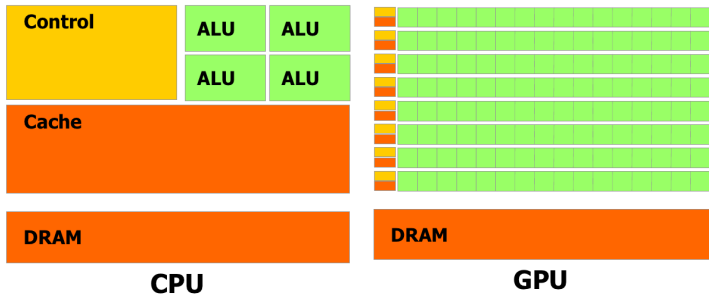 Control
ALU ALU
ALU ALU
Cache
DRAM
CPU
DRAM
GPU